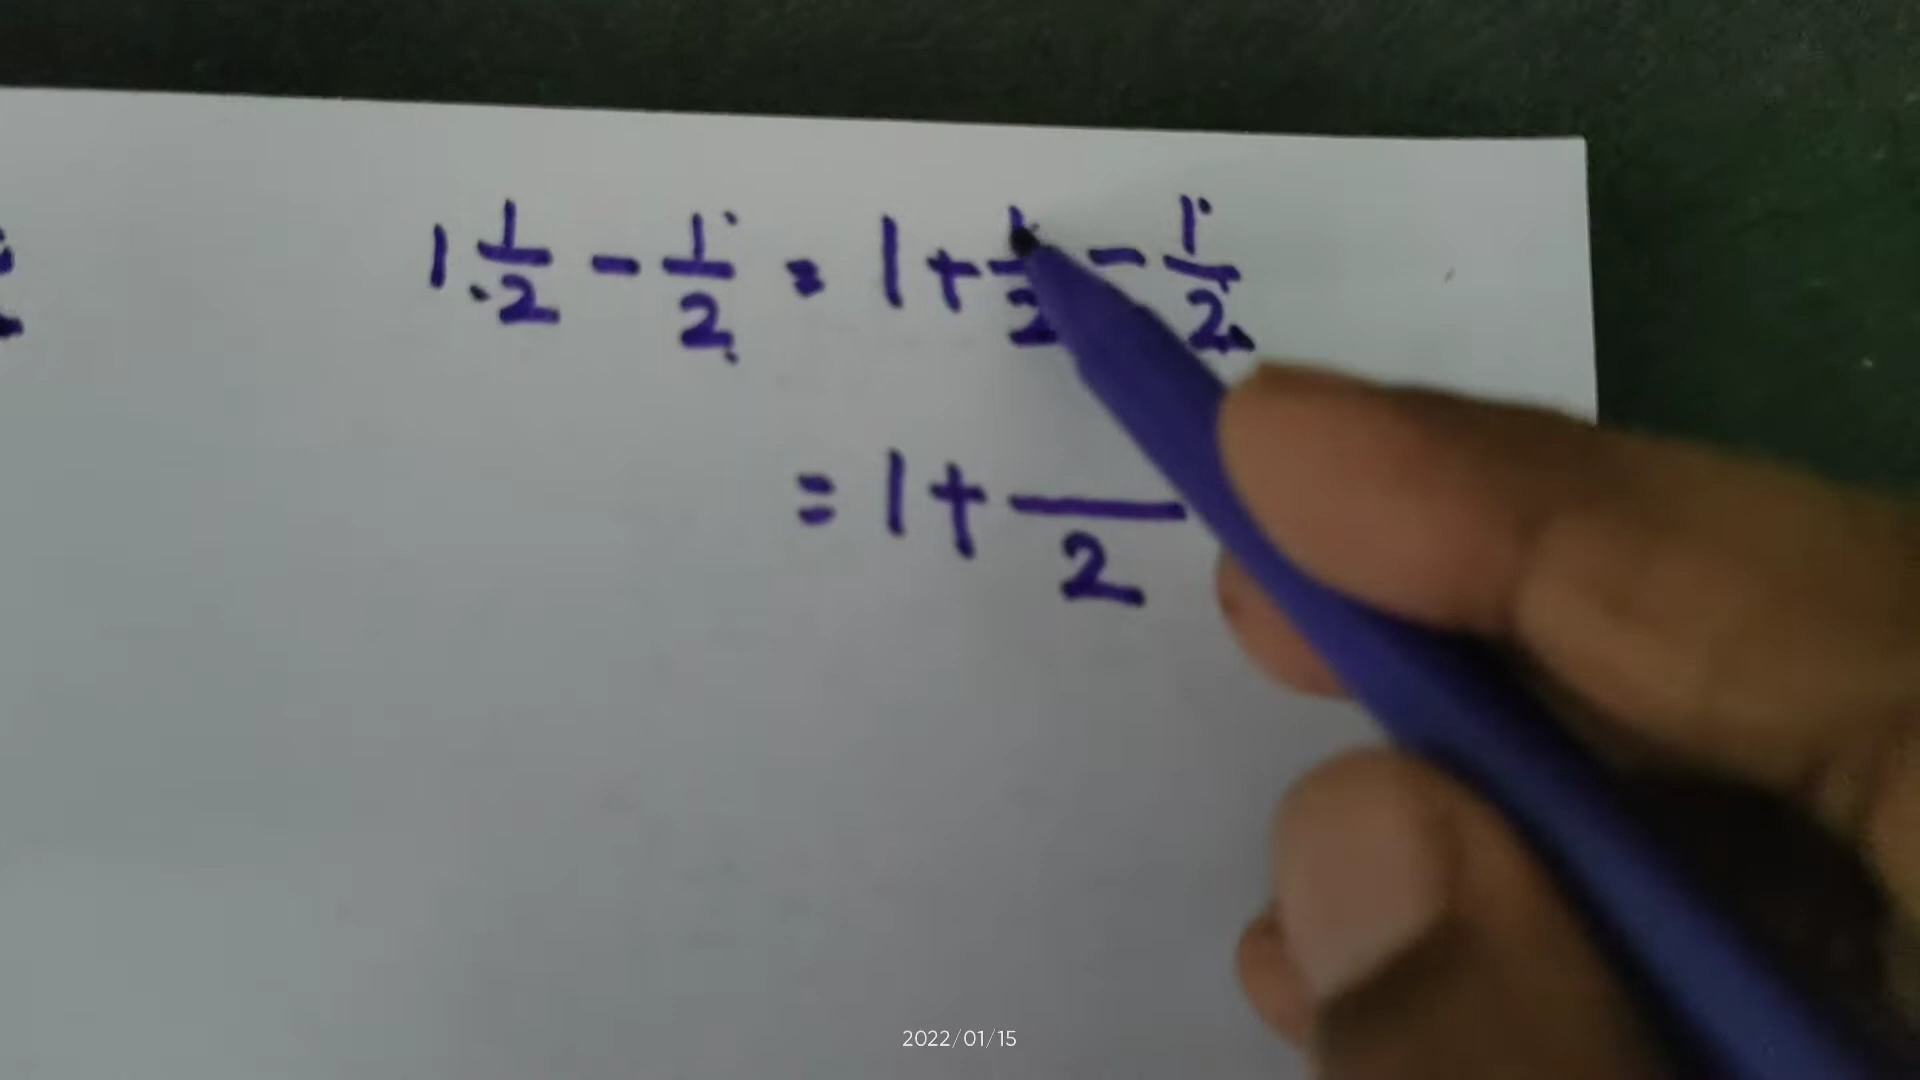 1 1/2 - 1/2 = 1 + 1/2 - 1/2
= 1 + /2
2022/01/15